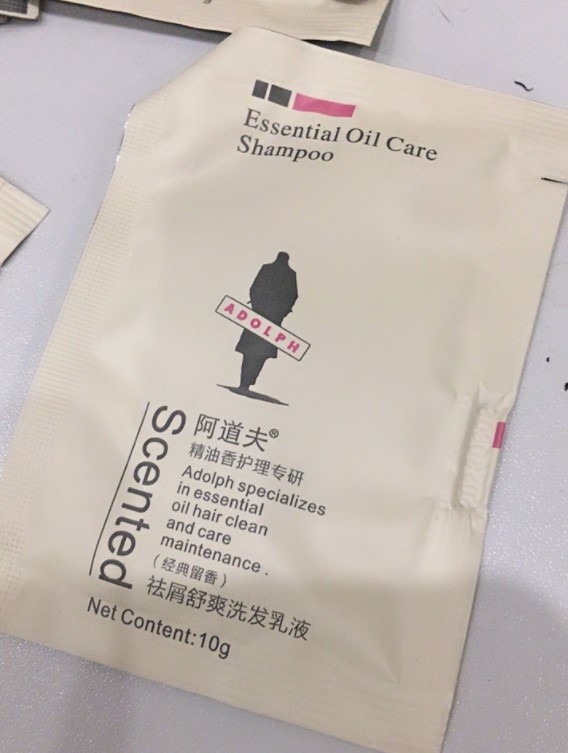 Essential Oil Care
Shampoo
ADOLPH
Scented
阿道夫®
精油香护理专研
Adolph specializes
in essential
oil hair clean
and care
maintenance.
（经典留香）
祛屑舒爽洗发乳液
Net Content:10g